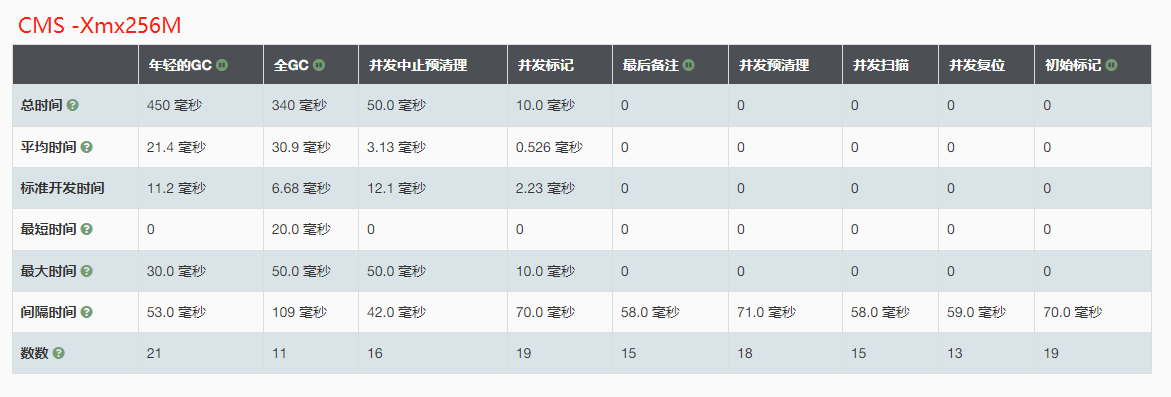 CMS -Xmx256M
年轻的GC 全GC 并发中止预清理 并发标记 最后备注 并发预清理 并发扫描 并发复位 初始标记
总时间 450 毫秒 340 毫秒 50.0 毫秒 10.0 毫秒 0 0 0 0 0
平均时间 21.4 毫秒 30.9 毫秒 3.13 毫秒 0.526 毫秒 0 0 0 0 0
标准开发时间 11.2 毫秒 6.68 毫秒 12.1 毫秒 2.23 毫秒 0 0 0 0 0
最短时间 0 20.0 毫秒 0 0 0 0 0 0 0
最大时间 30.0 毫秒 50.0 毫秒 50.0 毫秒 10.0 毫秒 0 0 0 0 0
间隔时间 53.0 毫秒 109 毫秒 42.0 毫秒 70.0 毫秒 58.0 毫秒 71.0 毫秒 58.0 毫秒 59.0 毫秒 70.0 毫秒
数数 21 11 16 19 15 18 15 13 19